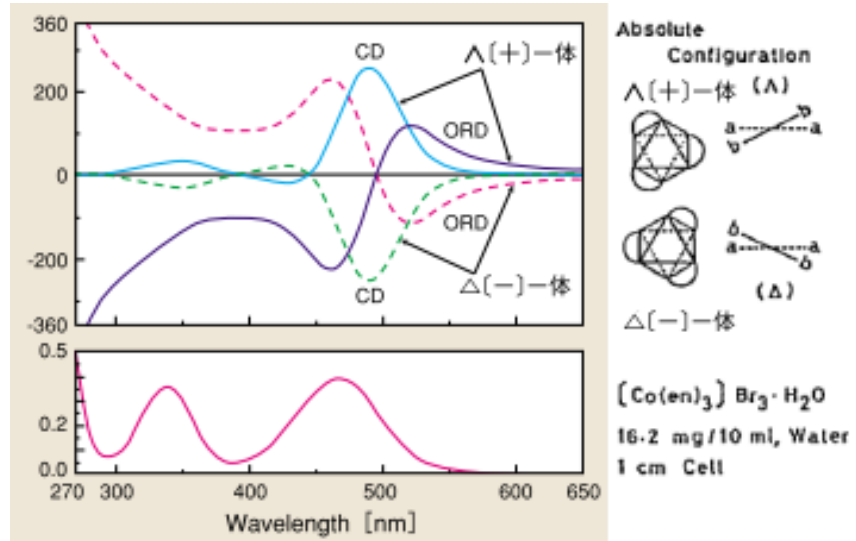 360
200
0
-200
-360
CD
Λ(+)一体
ORD
ORD
CD
△(−)一体
0.5
0.2
0.0
270 300 400 500 600 650
Wavelength [nm]
Absolute
Configuration
Λ(+)一体 (Λ)
a a
a a
(Δ)
△(−)一体
[Co(en)₃] Br₃·H₂O
16.2 mg/10 ml, Water
1 cm Cell